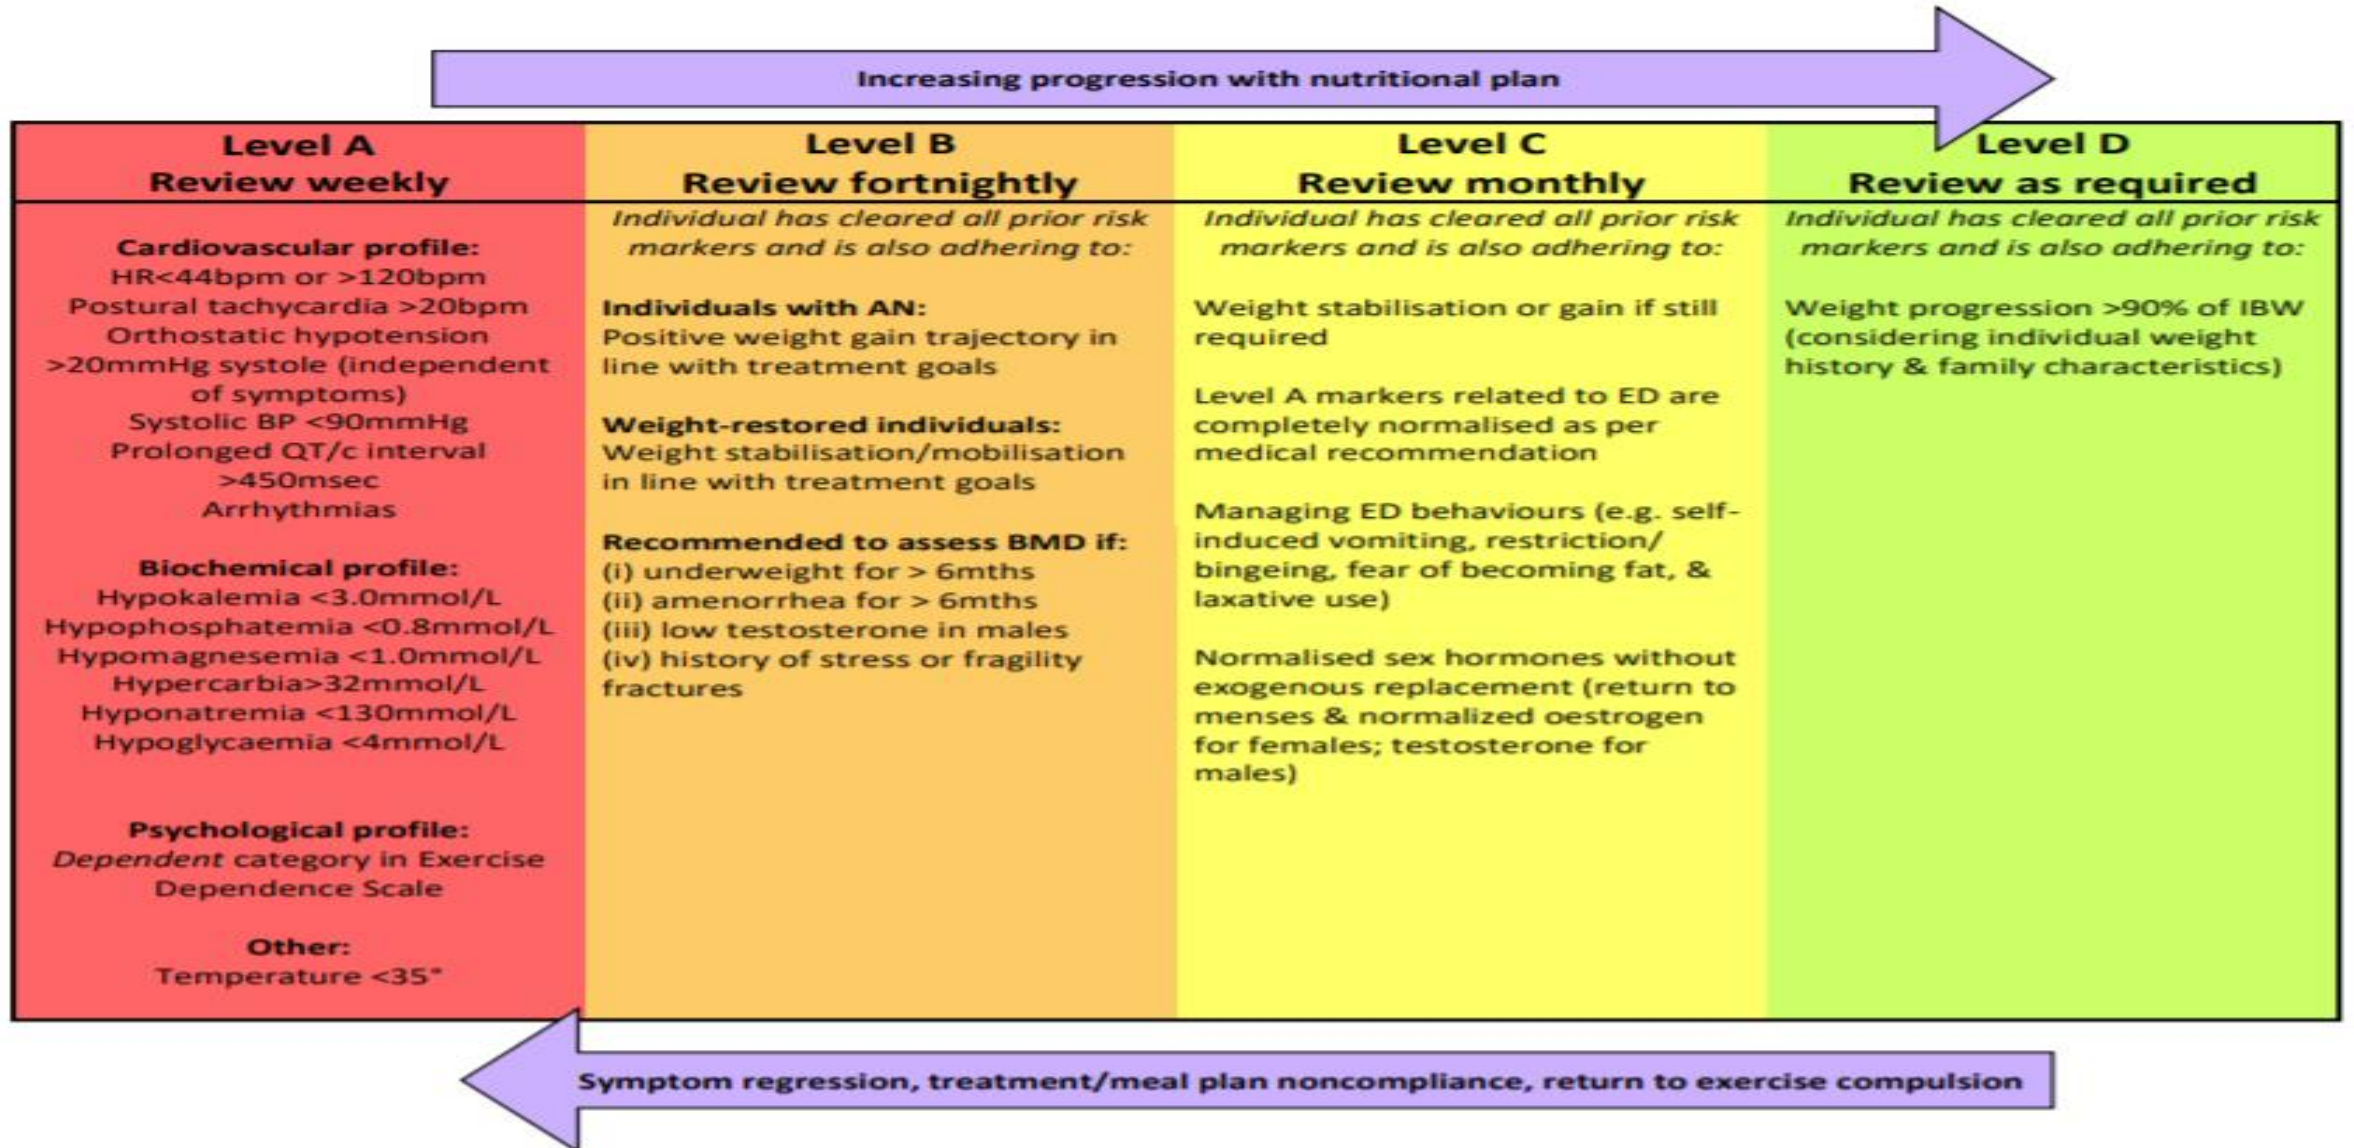 Increasing progression with nutritional plan
Level A
Review weekly
Cardiovascular profile:
HR<44bpm or >120bpm
Postural tachycardia >20bpm
Orthostatic hypotension
>20mmHg systole (independent
of symptoms)
Systolic BP <90mmHg
Prolonged QT/c interval
>450msec
Arrhythmias
Biochemical profile:
Hypokalemia <3.0mmol/L
Hypophosphatemia <0.8mmol/L
Hypomagnesemia <1.0mmol/L
Hypercarbia>32mmol/L
Hyponatremia <130mmol/L
Hypoglycaemia <4mmol/L
Psychological profile:
Dependent category in Exercise
Dependence Scale
Other:
Temperature <35°
Level B
Review fortnightly
Individual has cleared all prior risk
markers and is also adhering to:
Individuals with AN:
Positive weight gain trajectory in
line with treatment goals
Weight-restored individuals:
Weight stabilisation/mobilisation
in line with treatment goals
Recommended to assess BMD if:
(i) underweight for > 6mths
(ii) amenorrhea for > 6mths
(iii) low testosterone in males
(iv) history of stress or fragility
fractures
Level C
Review monthly
Individual has cleared all prior risk
markers and is also adhering to:
Weight stabilisation or gain if still
required
Level A markers related to ED are
completely normalised as per
medical recommendation
Managing ED behaviours (e.g. self-
induced vomiting, restriction/
bingeing, fear of becoming fat, &
laxative use)
Normalised sex hormones without
exogenous replacement (return to
menses & normalized oestrogen
for females; testosterone for
males)
Level D
Review as required
Individual has cleared all prior risk
markers and is also adhering to:
Weight progression >90% of IBW
(considering individual weight
history & family characteristics)
Symptom regression, treatment/meal plan noncompliance, return to exercise compulsion